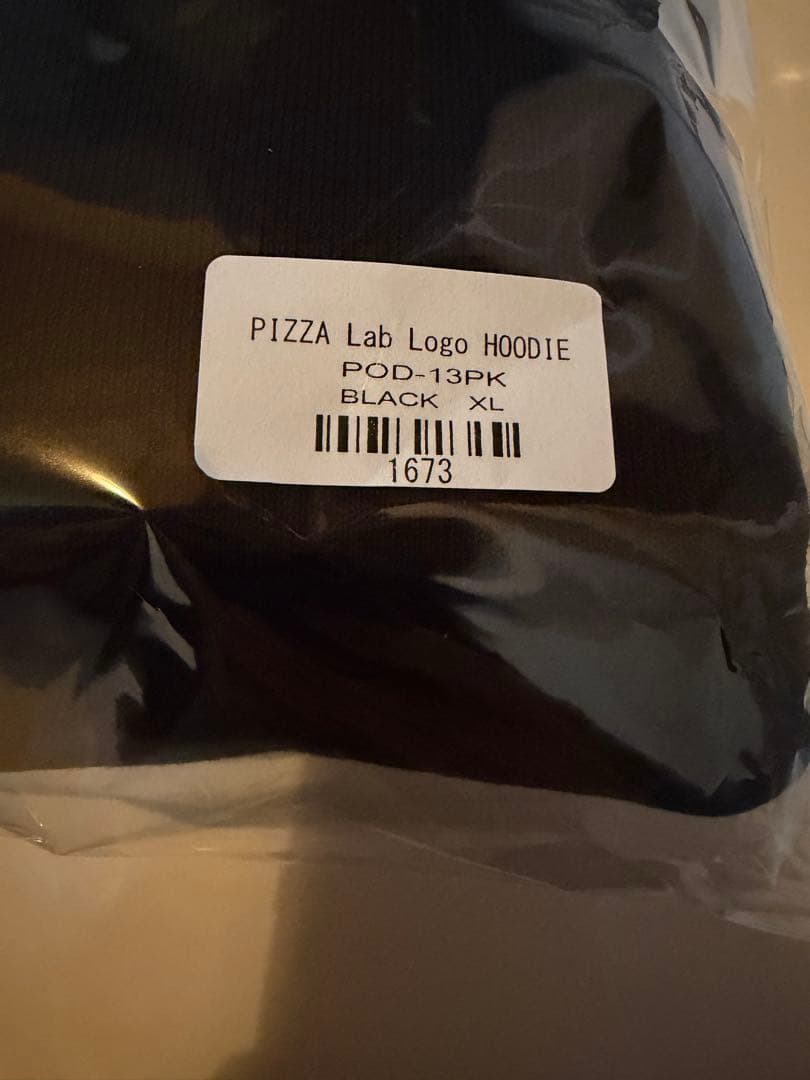 PIZZA Lab Logo HOODIE
POD-13PK
BLACK XL
1673